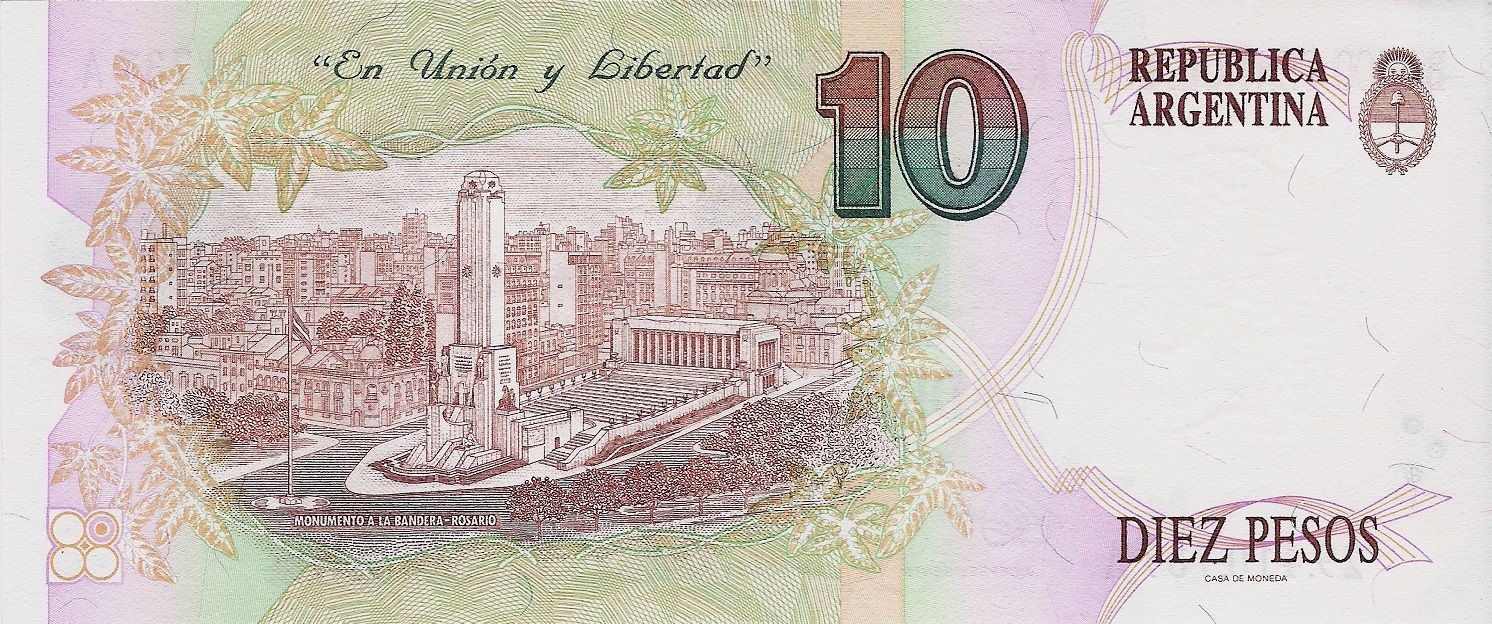 “En Unión y Libertad”
10
REPUBLICA
ARGENTINA
MONUMENTO A LA BANDERA-ROSARIO
DIEZ PESOS
CASA DE MONEDA